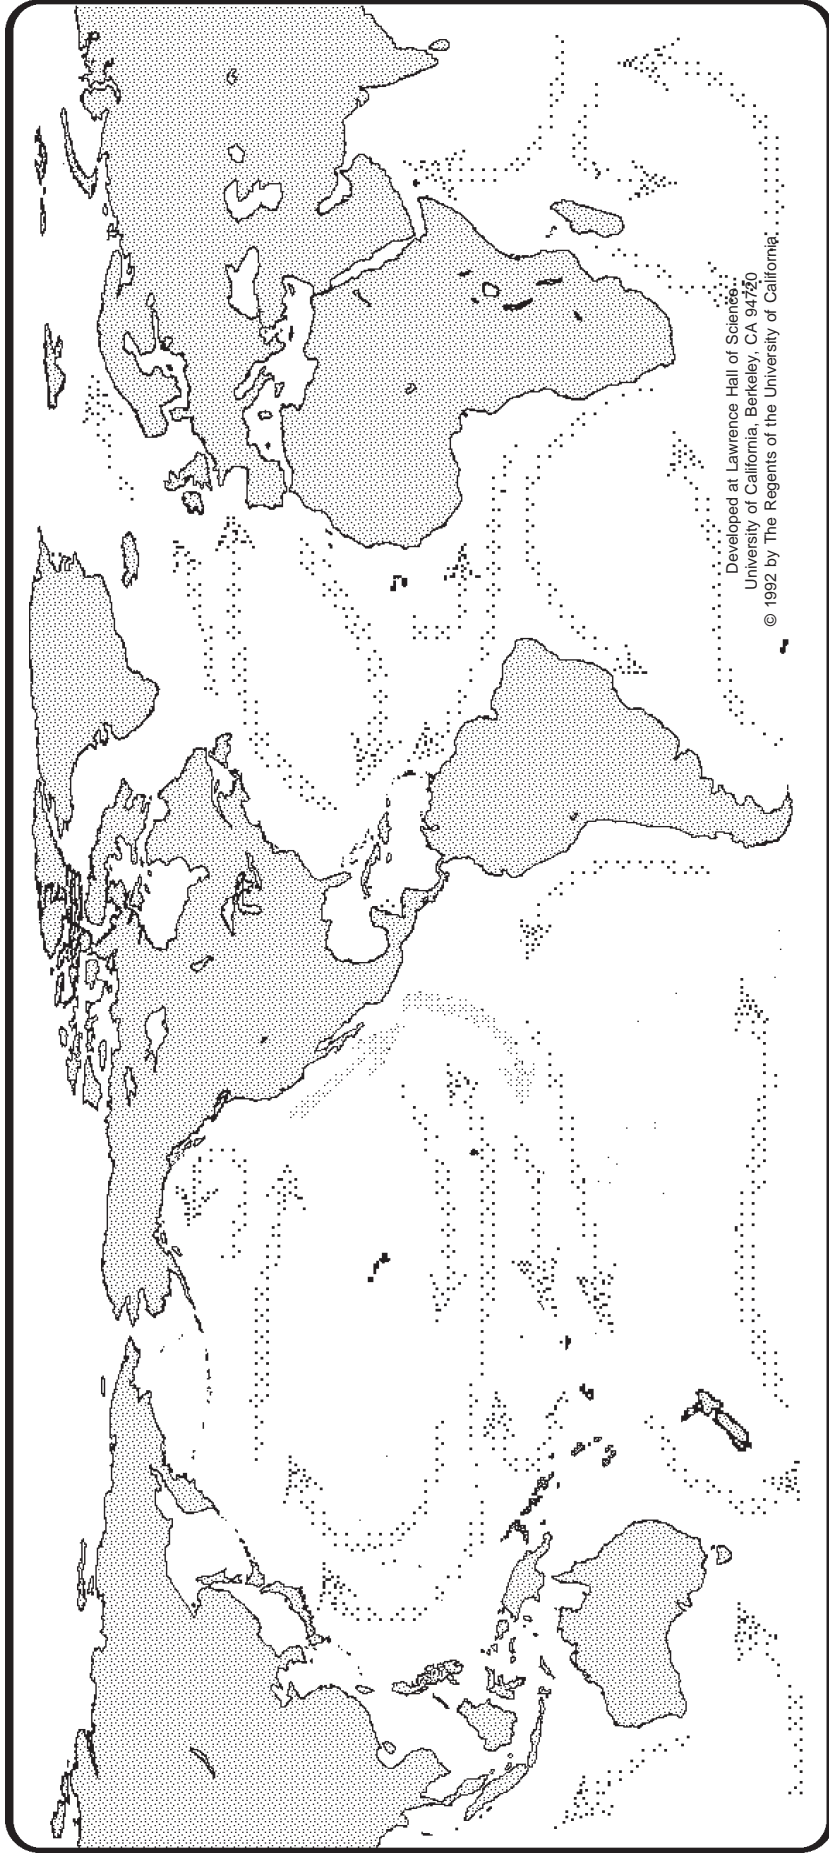 Developed at Lawrence Hall of Science
University of California, Berkeley, CA 94720
© 1992 by The Regents of the University of California